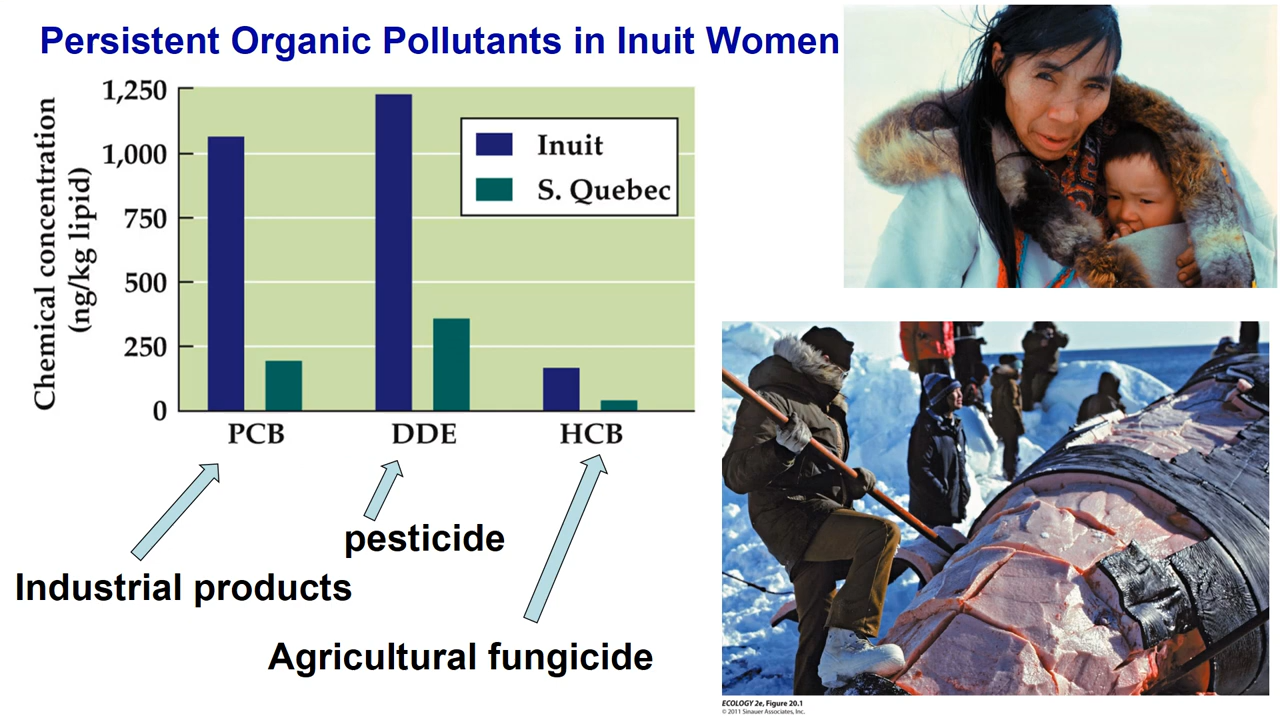 Persistent Organic Pollutants in Inuit Women
Chemical concentration
(ng/kg lipid)
1,250
1,000
750
500
250
0
Inuit
S. Quebec
PCB
DDE
HCB
pesticide
Industrial products
Agricultural fungicide
ECOLOGY 2e, Figure 20.1
© 2011 Sinauer Associates, Inc.